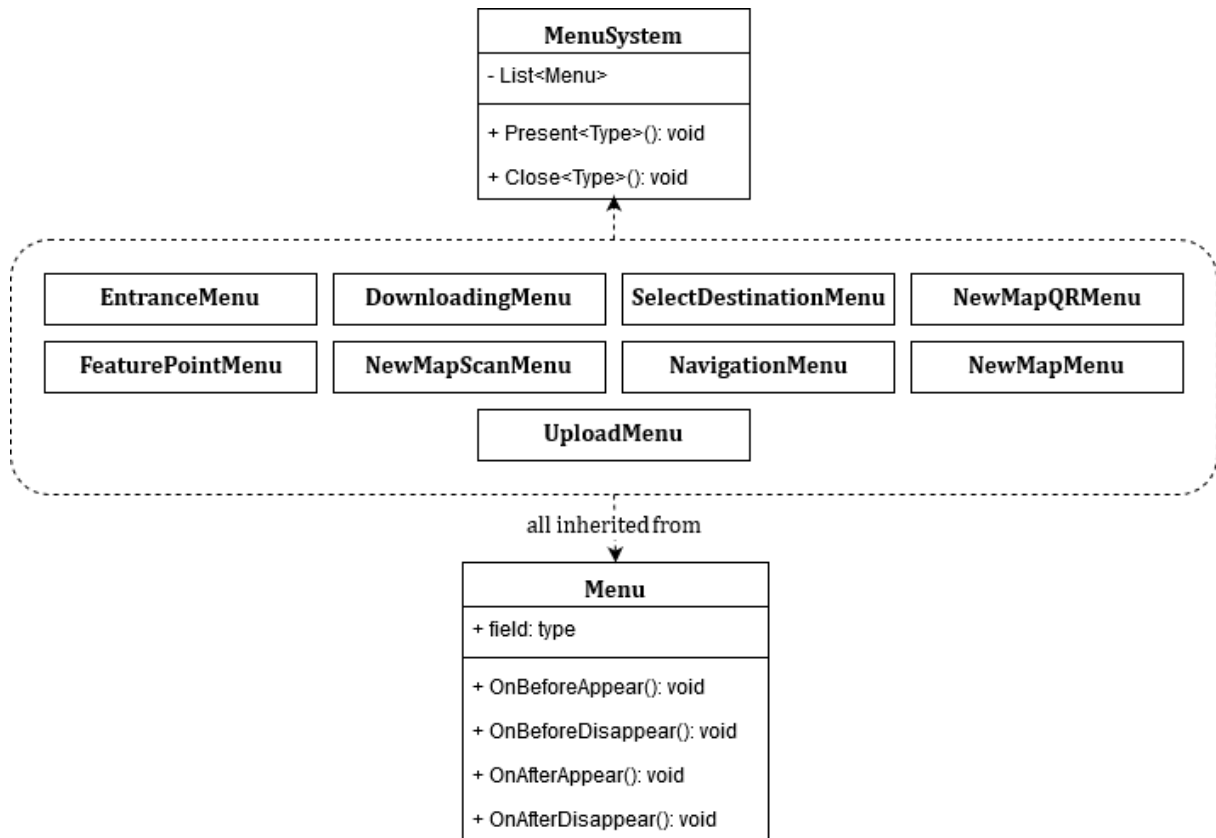 MenuSystem
- List<Menu>
+ Present<Type>(): void
+ Close<Type>(): void
EntranceMenu
DownloadingMenu
SelectDestinationMenu
NewMapQRMenu
FeaturePointMenu
NewMapScanMenu
NavigationMenu
NewMapMenu
UploadMenu
all inherited from
Menu
+ field: type
+ OnBeforeAppear(): void
+ OnBeforeDisappear(): void
+ OnAfterAppear(): void
+ OnAfterDisappear(): void